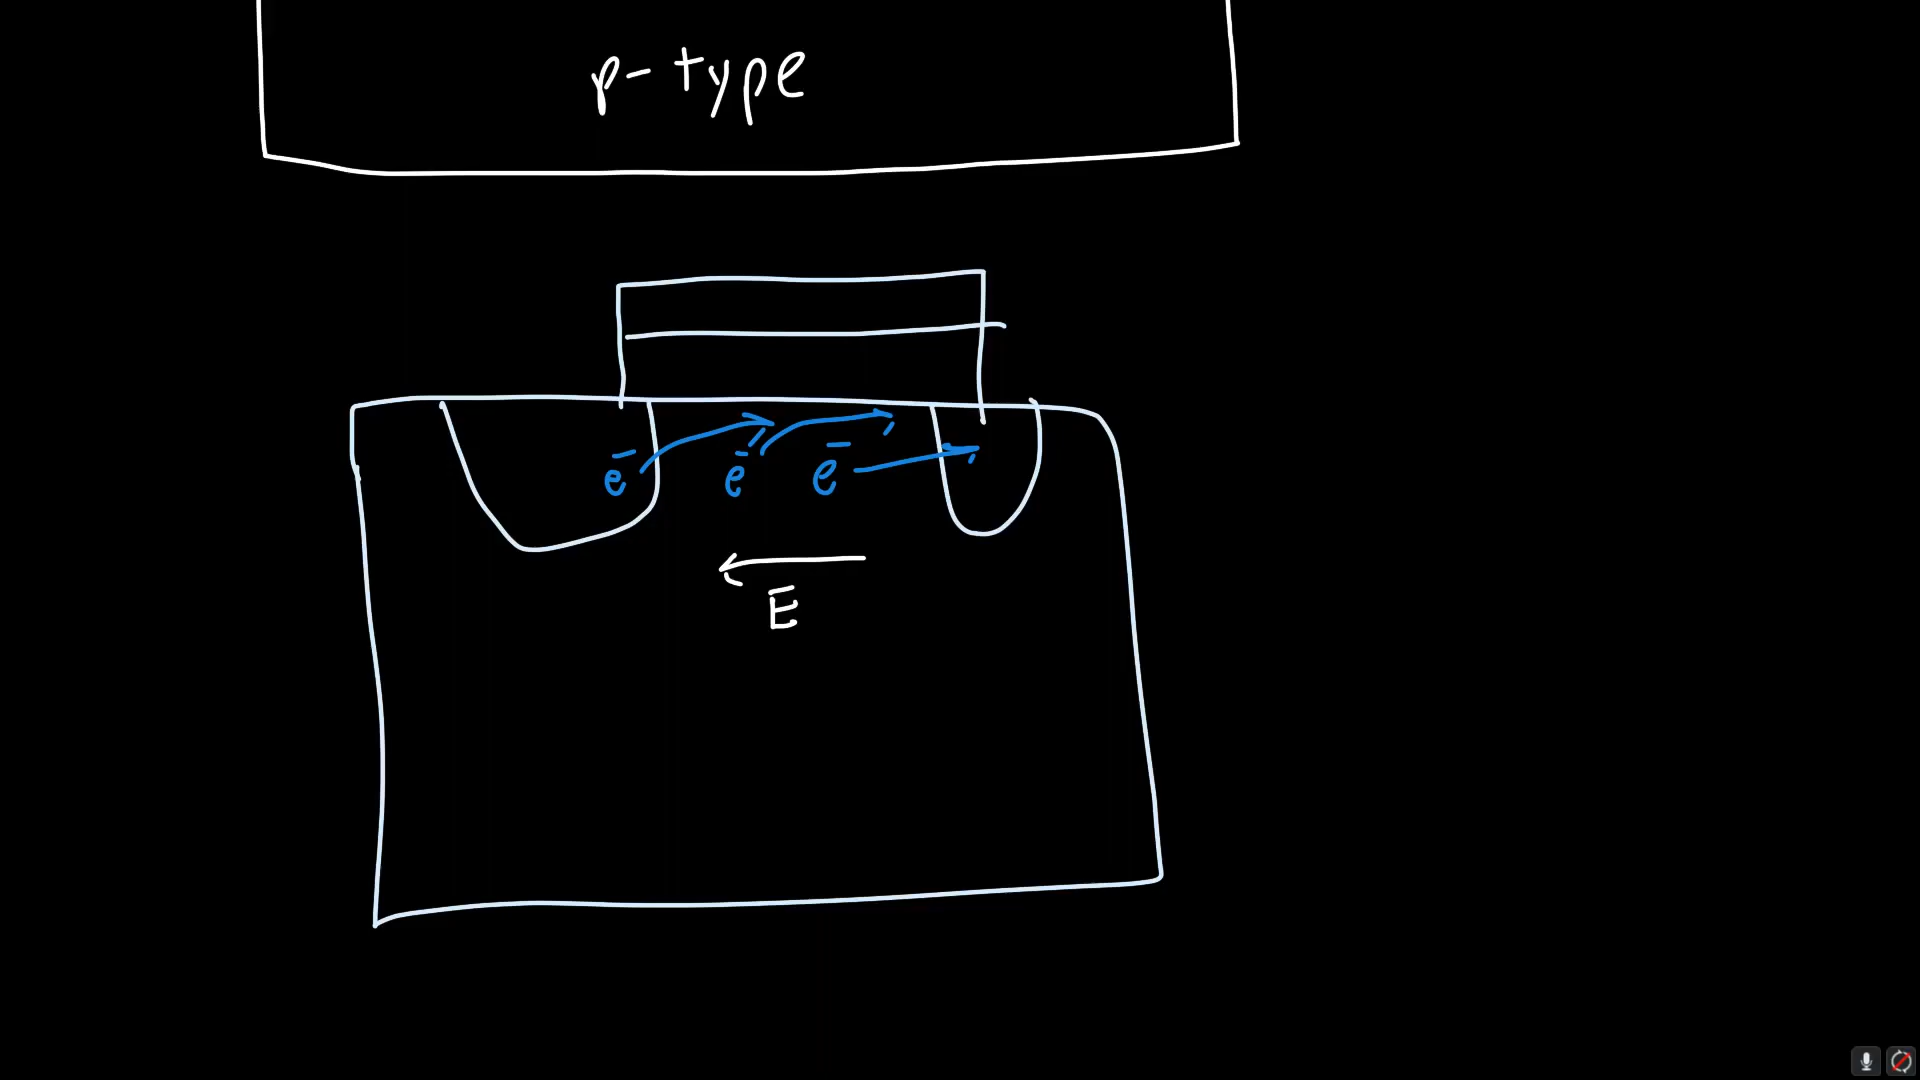 p-type
e⁻ e⁻ e⁻
E